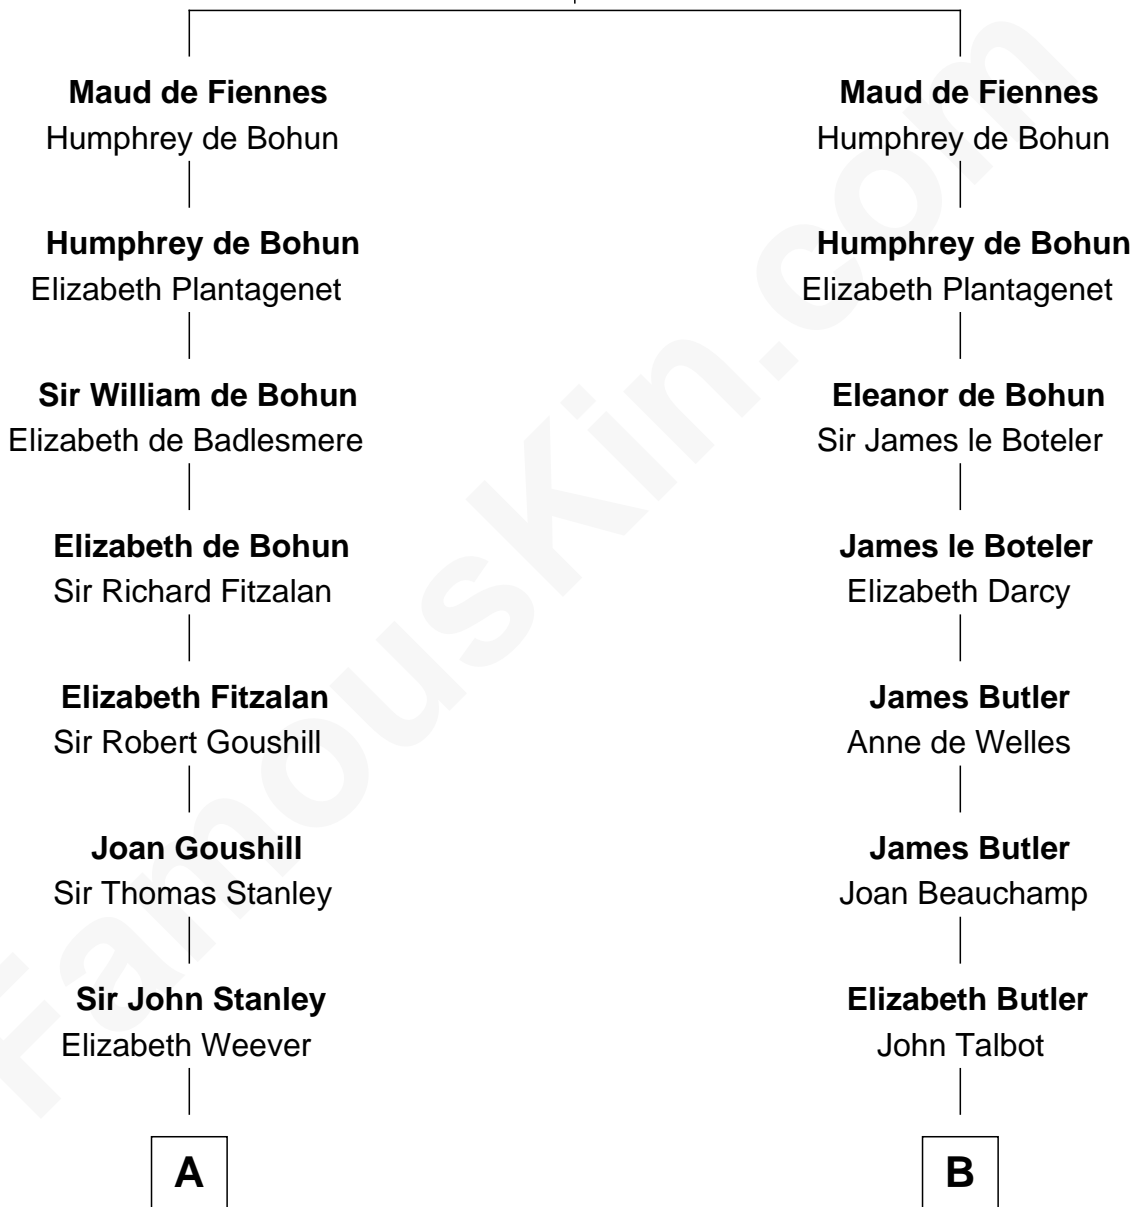 Maud de Fiennes
Humphrey de Bohun
Humphrey de Bohun
Elizabeth Plantagenet
Sir William de Bohun
Elizabeth de Badlesmere
Elizabeth de Bohun
Sir Richard Fitzalan
Elizabeth Fitzalan
Sir Robert Goushill
Joan Goushill
Sir Thomas Stanley
Sir John Stanley
Elizabeth Weever
A
Maud de Fiennes
Humphrey de Bohun
Humphrey de Bohun
Elizabeth Plantagenet
Eleanor de Bohun
Sir James le Boteler
James le Boteler
Elizabeth Darcy
James Butler
Anne de Welles
James Butler
Joan Beauchamp
Elizabeth Butler
John Talbot
B
FamousKin.com